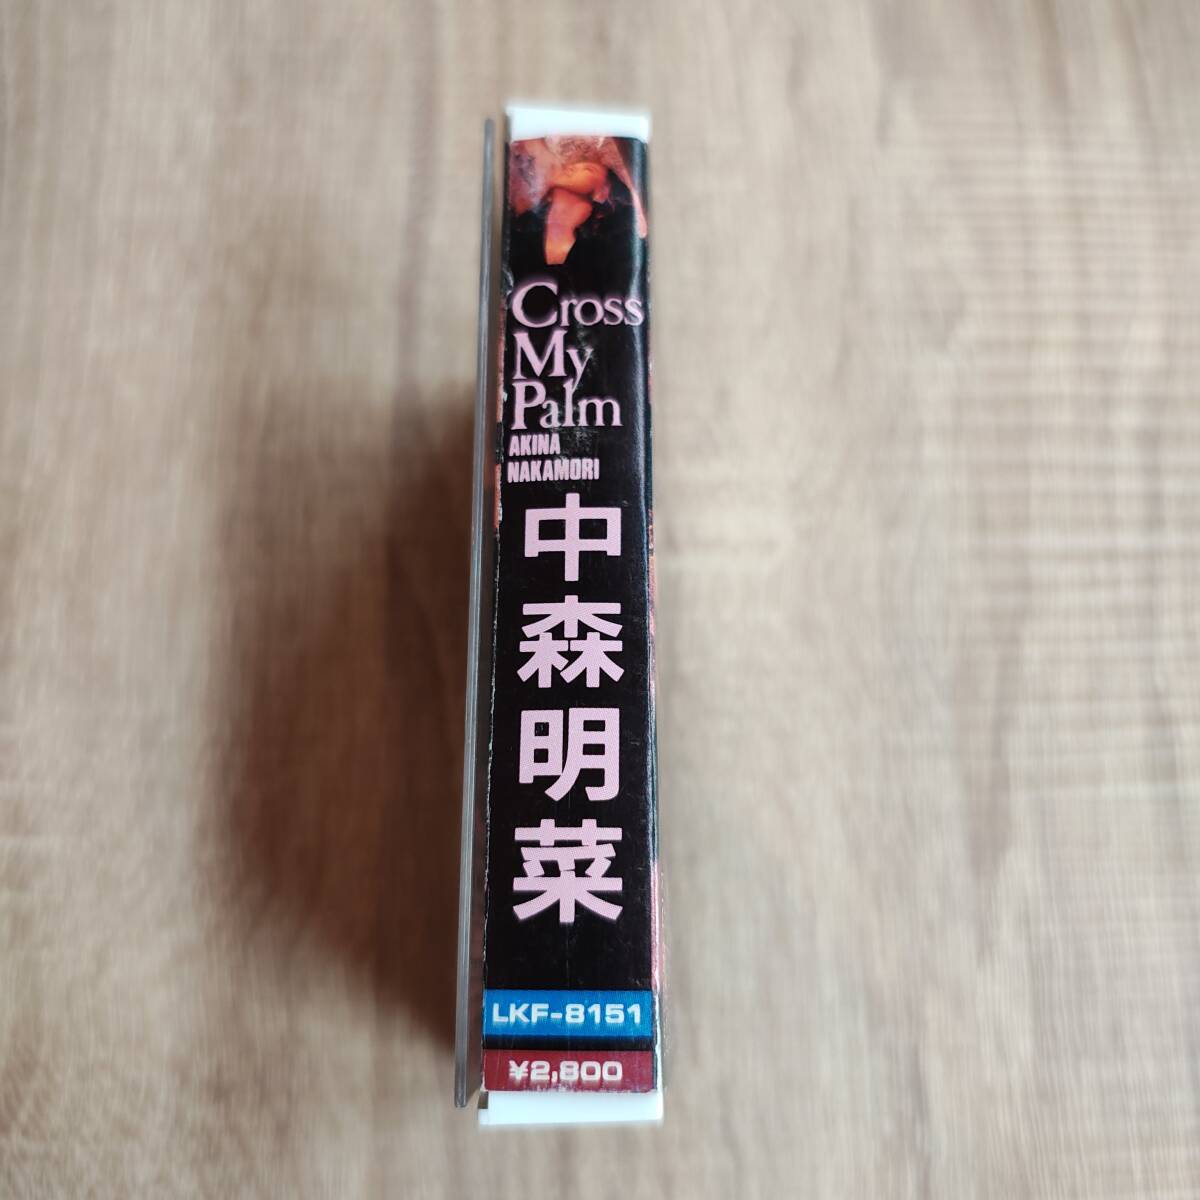 Cross
My
Palm
AKINA
NAKAMORI
中森明菜
LKF-8151
¥2,800